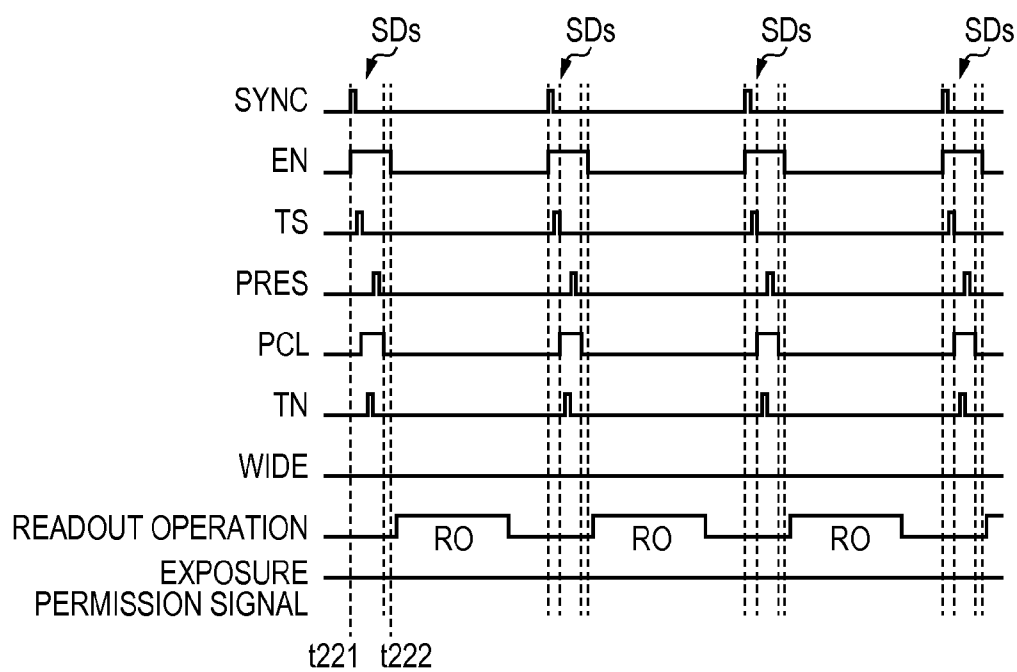 SDs SDs SDs SDs
SYNC
EN
TS
PRES
PCL
TN
WIDE
READOUT OPERATION
RO RO RO
EXPOSURE
PERMISSION SIGNAL
t221 t222